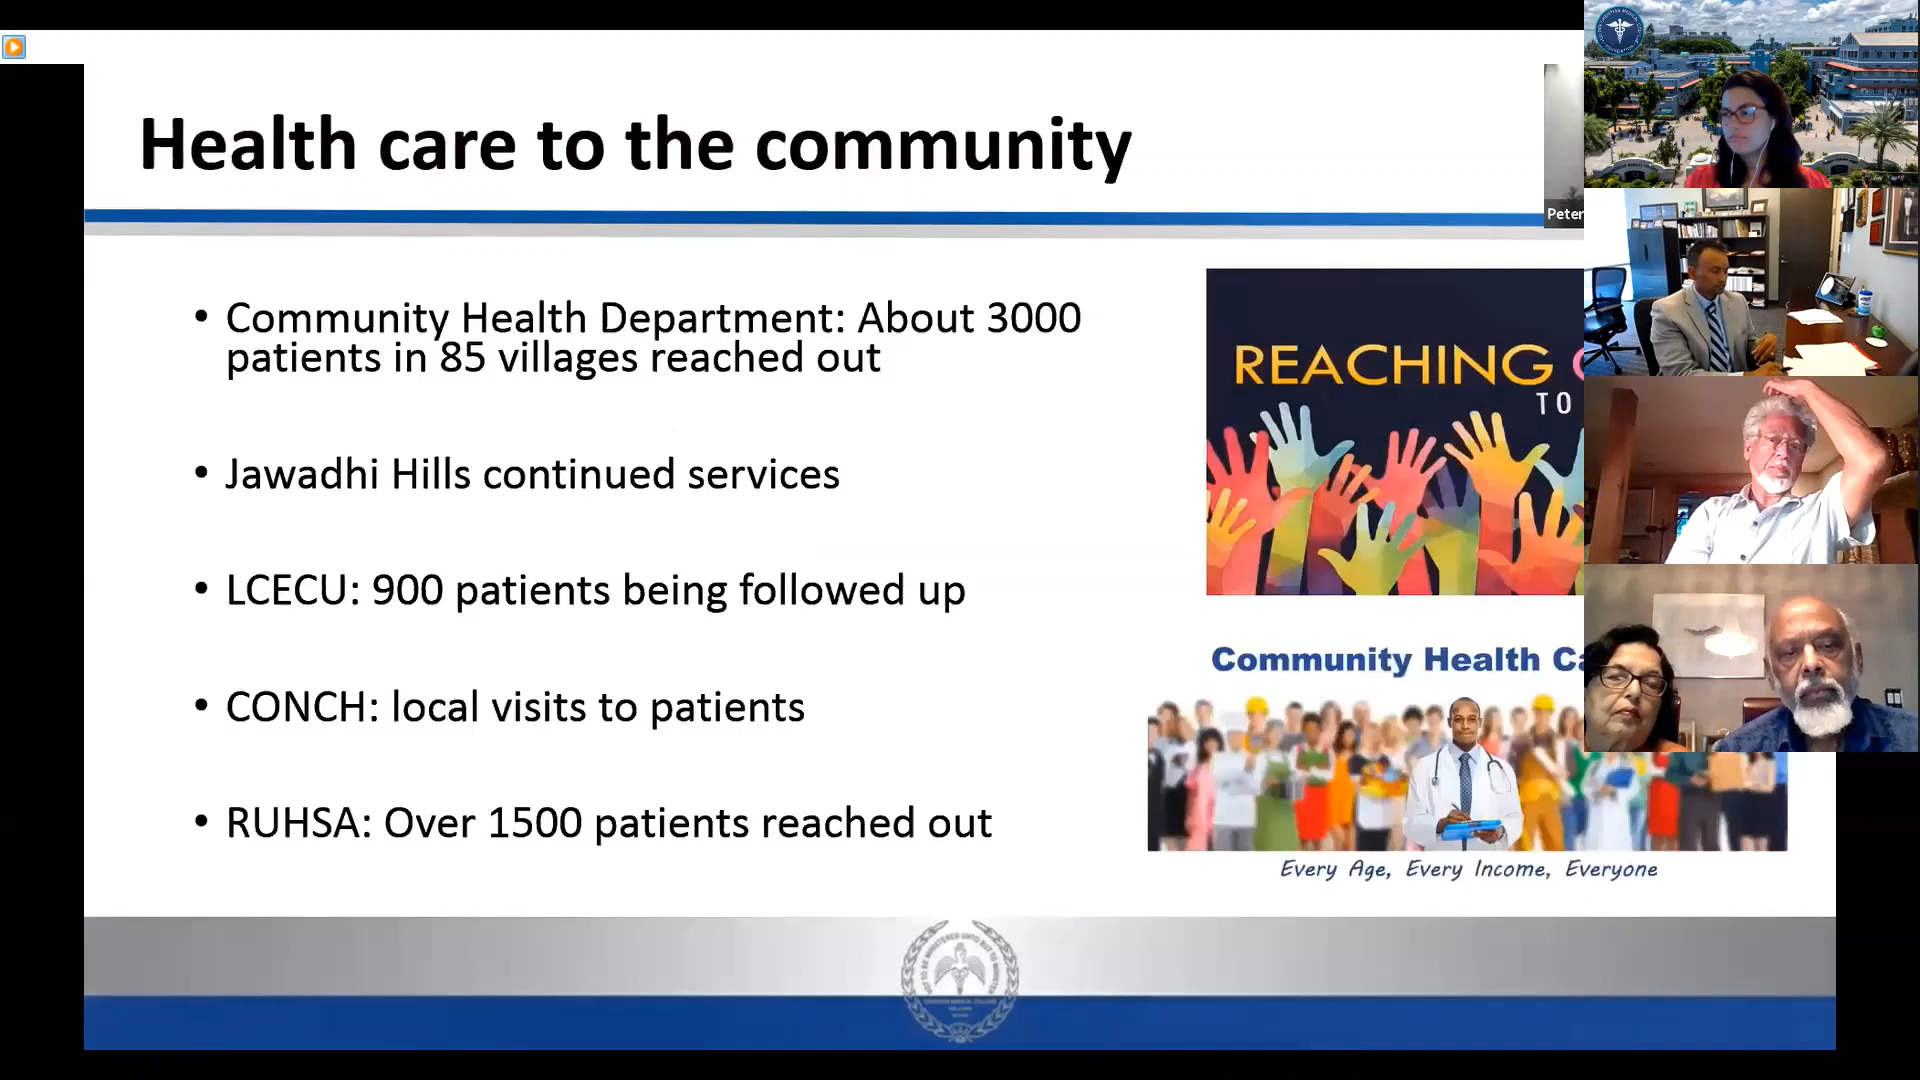 Health care to the community
Peter
• Community Health Department: About 3000
patients in 85 villages reached out
• Jawadhi Hills continued services
• LCECU: 900 patients being followed up
• CONCH: local visits to patients
• RUHSA: Over 1500 patients reached out
REACHING
TO
Community Health
Every Age, Every Income, Everyone